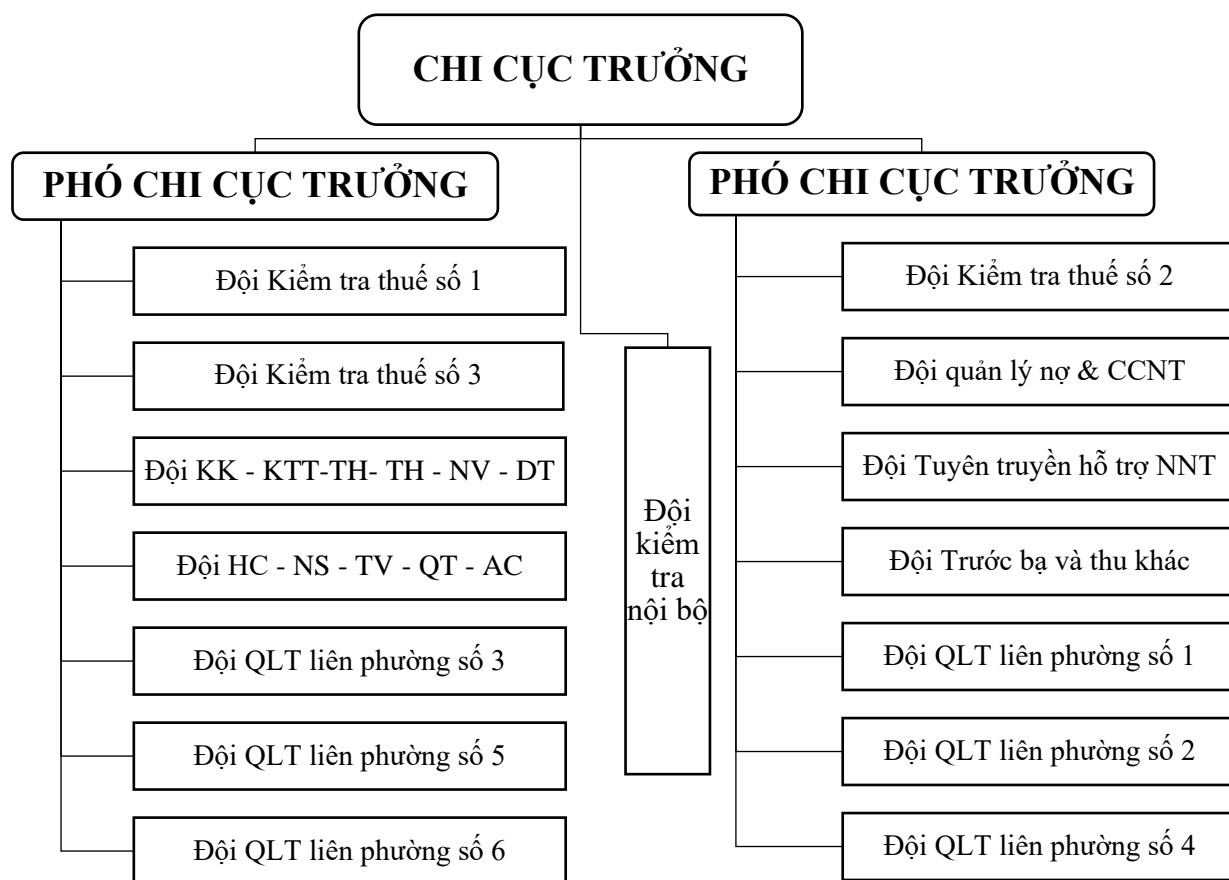 CHI CỤC TRƯỞNG
PHÓ CHI CỤC TRƯỞNG
Đội Kiểm tra thuế số 1
Đội Kiểm tra thuế số 3
Đội KK - KTT-TH- TH - NV - DT
Đội HC - NS - TV - QT - AC
Đội QLT liên phường số 3
Đội QLT liên phường số 5
Đội QLT liên phường số 6
Đội
kiểm
tra
nội bộ
PHÓ CHI CỤC TRƯỞNG
Đội Kiểm tra thuế số 2
Đội quản lý nợ & CCNT
Đội Tuyên truyền hỗ trợ NNT
Đội Trước bạ và thu khác
Đội QLT liên phường số 1
Đội QLT liên phường số 2
Đội QLT liên phường số 4